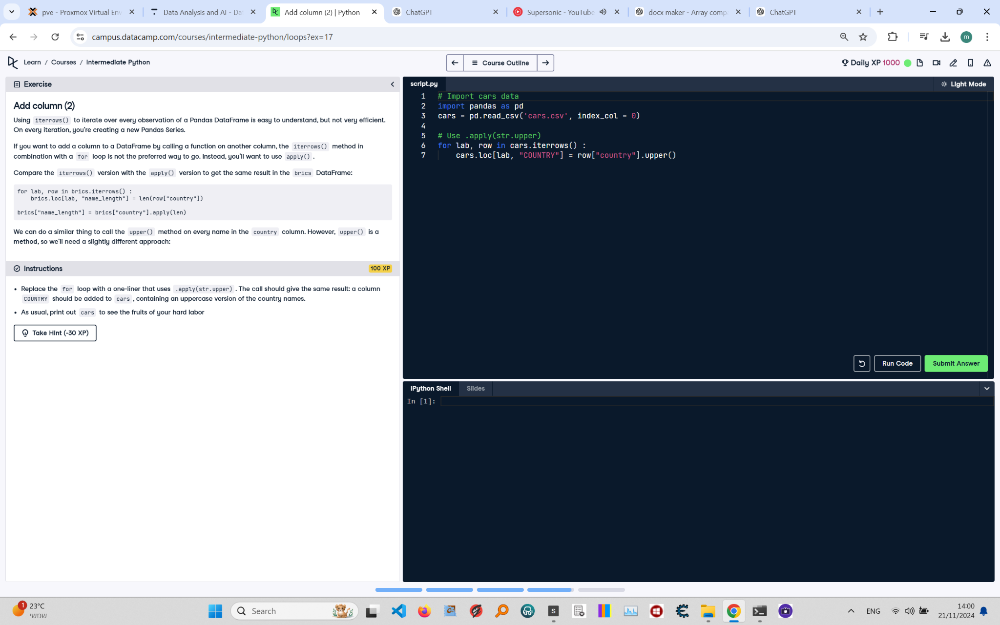 pve - Proxmox Virtual Env
Data Analysis and AI - Dat
Add column (2) | Python
ChatGPT
Supersonic - YouTube
docx maker - Array comp
ChatGPT
campus.datacamp.com/courses/intermediate-python/loops?ex=17
m
Learn / Courses / Intermediate Python
Course Outline
Daily XP 1000
Exercise
Add column (2)
Using iterrows() to iterate over every observation of a Pandas DataFrame is easy to understand, but not very efficient.
On every iteration, you're creating a new Pandas Series.
If you want to add a column to a DataFrame by calling a function on another column, the iterrows() method in
combination with a for loop is not the preferred way to go. Instead, you'll want to use apply().
Compare the iterrows() version with the apply() version to get the same result in the brics DataFrame:
for lab, row in brics.iterrows() :
    brics.loc[lab, "name_length"] = len(row["country"])
brics["name_length"] = brics["country"].apply(len)
We can do a similar thing to call the upper() method on every name in the country column. However, upper() is a
method, so we'll need a slightly different approach:
Instructions
100 XP
• Replace the for loop with a one-liner that uses .apply(str.upper). The call should give the same result: a column
COUNTRY should be added to cars, containing an uppercase version of the country names.
• As usual, print out cars to see the fruits of your hard labor
Take Hint (-30 XP)
script.py
Light Mode
1 # Import cars data
2 import pandas as pd
3 cars = pd.read_csv('cars.csv', index_col = 0)
4
5 # Use .apply(str.upper)
6 for lab, row in cars.iterrows() :
7     cars.loc[lab, "COUNTRY"] = row["country"].upper()
Run Code
Submit Answer
IPython Shell
Slides
In [1]:
1
23°C
שמשי
Search
S
ENG
14:00
21/11/2024